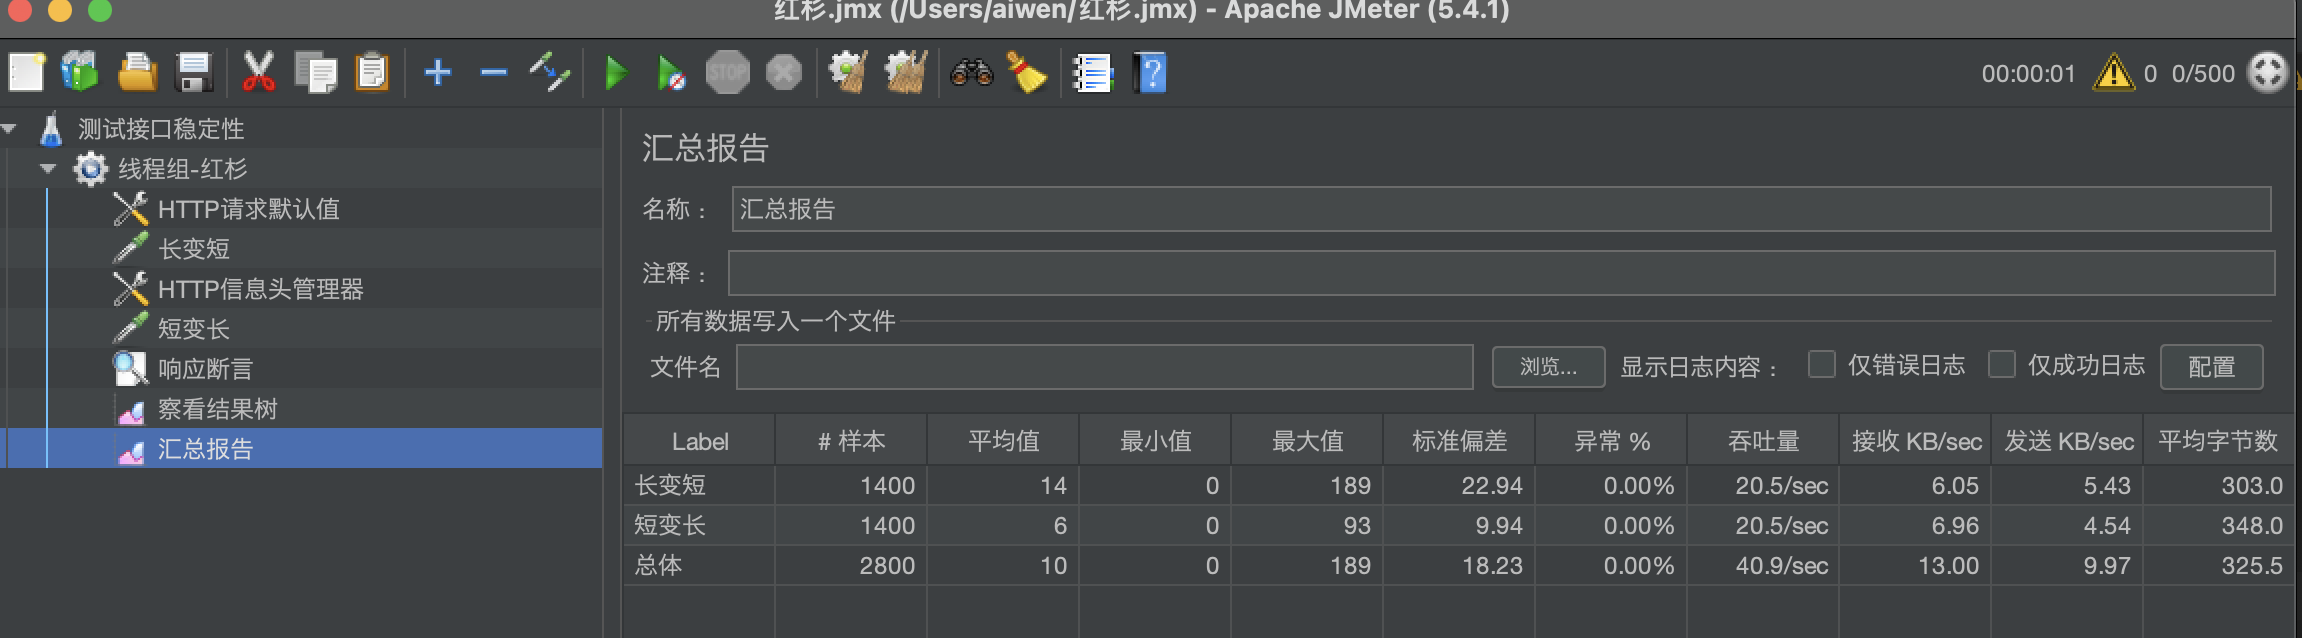 红杉.jmx (/Users/aiwen/红杉.jmx) - Apache JMeter (5.4.1)
STOP
00:00:01 0 0/500
测试接口稳定性
线程组-红杉
HTTP请求默认值
长变短
HTTP信息头管理器
短变长
响应断言
察看结果树
汇总报告
汇总报告
名称： 汇总报告
注释：
所有数据写入一个文件
文件名 浏览... 显示日志内容： 仅错误日志 仅成功日志 配置
Label # 样本 平均值 最小值 最大值 标准偏差 异常 % 吞吐量 接收 KB/sec 发送 KB/sec 平均字节数
长变短 1400 14 0 189 22.94 0.00% 20.5/sec 6.05 5.43 303.0
短变长 1400 6 0 93 9.94 0.00% 20.5/sec 6.96 4.54 348.0
总体 2800 10 0 189 18.23 0.00% 40.9/sec 13.00 9.97 325.5